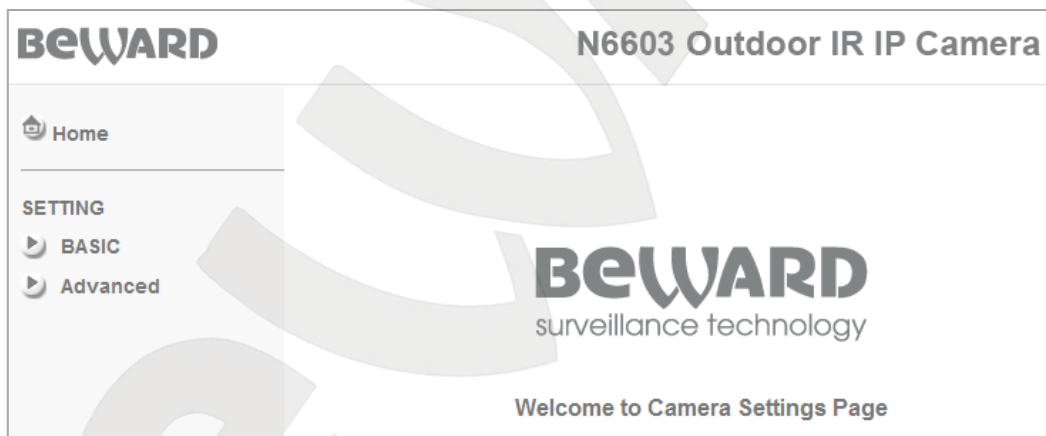 BEWARD
N6603 Outdoor IR IP Camera
Home
SETTING
BASIC
Advanced
BEWARD
surveillance technology
Welcome to Camera Settings Page